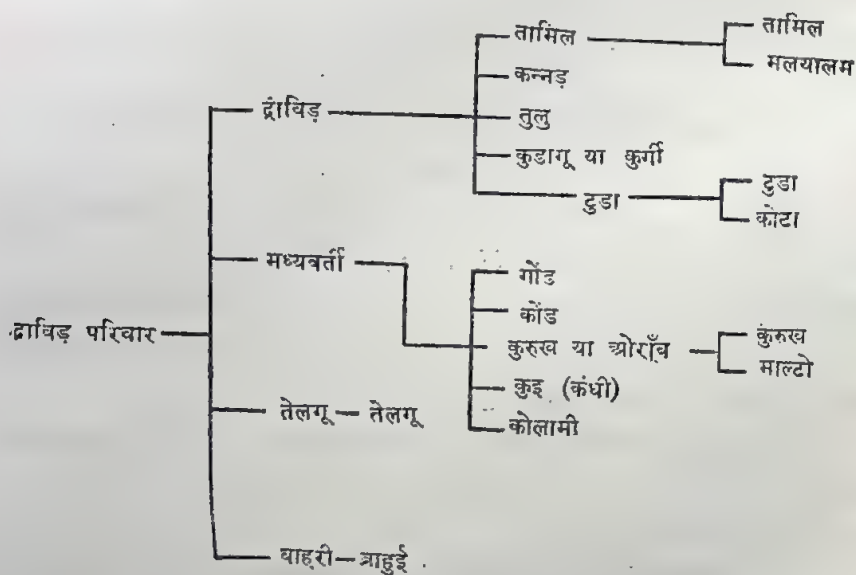 तामिल
तामिल
मलयालम
कन्नड़
द्राविड़
तुलु
कुडागू या कुर्गी
टुडा
टुडा
कोटा
मध्यवर्ती
गोंड
कोंड
द्राविड़ परिवार
कुरुख या ओराँव
कुरुख
माल्टो
कुइ (कंधी)
तेलगू — तेलगू
कोलामी
बाहरी — ब्राहुई